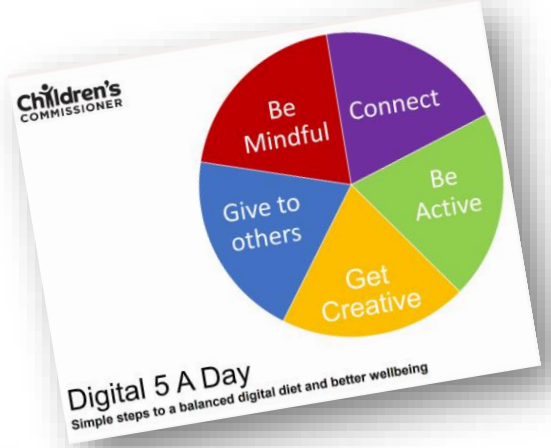 Children's
COMMISSIONER
Be
Mindful
Connect
Be
Active
Get
Creative
Give to
others
Digital 5 A Day
Simple steps to a balanced digital diet and better wellbeing